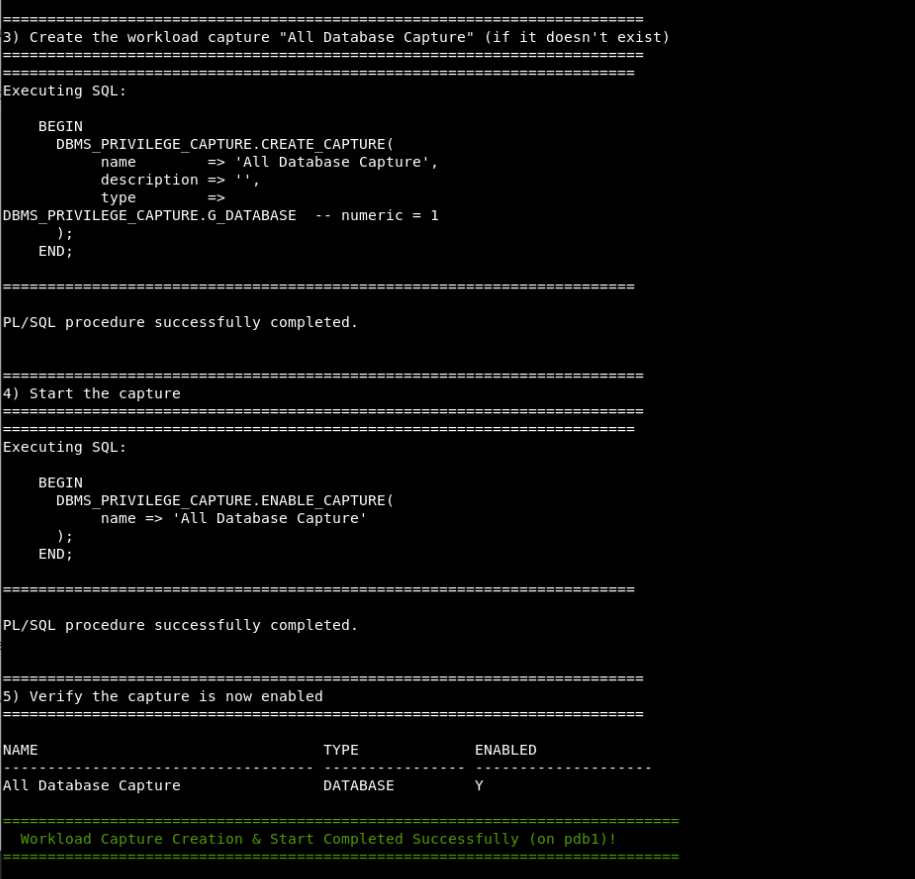 ========================================================================
3) Create the workload capture "All Database Capture" (if it doesn't exist)
========================================================================
=======================================================================
Executing SQL:
    BEGIN
      DBMS_PRIVILEGE_CAPTURE.CREATE_CAPTURE(
           name        => 'All Database Capture',
           description => '',
           type        =>
DBMS_PRIVILEGE_CAPTURE.G_DATABASE  -- numeric = 1
      );
    END;
=======================================================================
PL/SQL procedure successfully completed.
========================================================================
4) Start the capture
========================================================================
=======================================================================
Executing SQL:
    BEGIN
      DBMS_PRIVILEGE_CAPTURE.ENABLE_CAPTURE(
           name => 'All Database Capture'
      );
    END;
=======================================================================
PL/SQL procedure successfully completed.
========================================================================
5) Verify the capture is now enabled
========================================================================
NAME                                TYPE             ENABLED
----------------------------------- ---------------- --------------------
All Database Capture                DATABASE         Y
============================================================================
  Workload Capture Creation & Start Completed Successfully (on pdb1)!
============================================================================